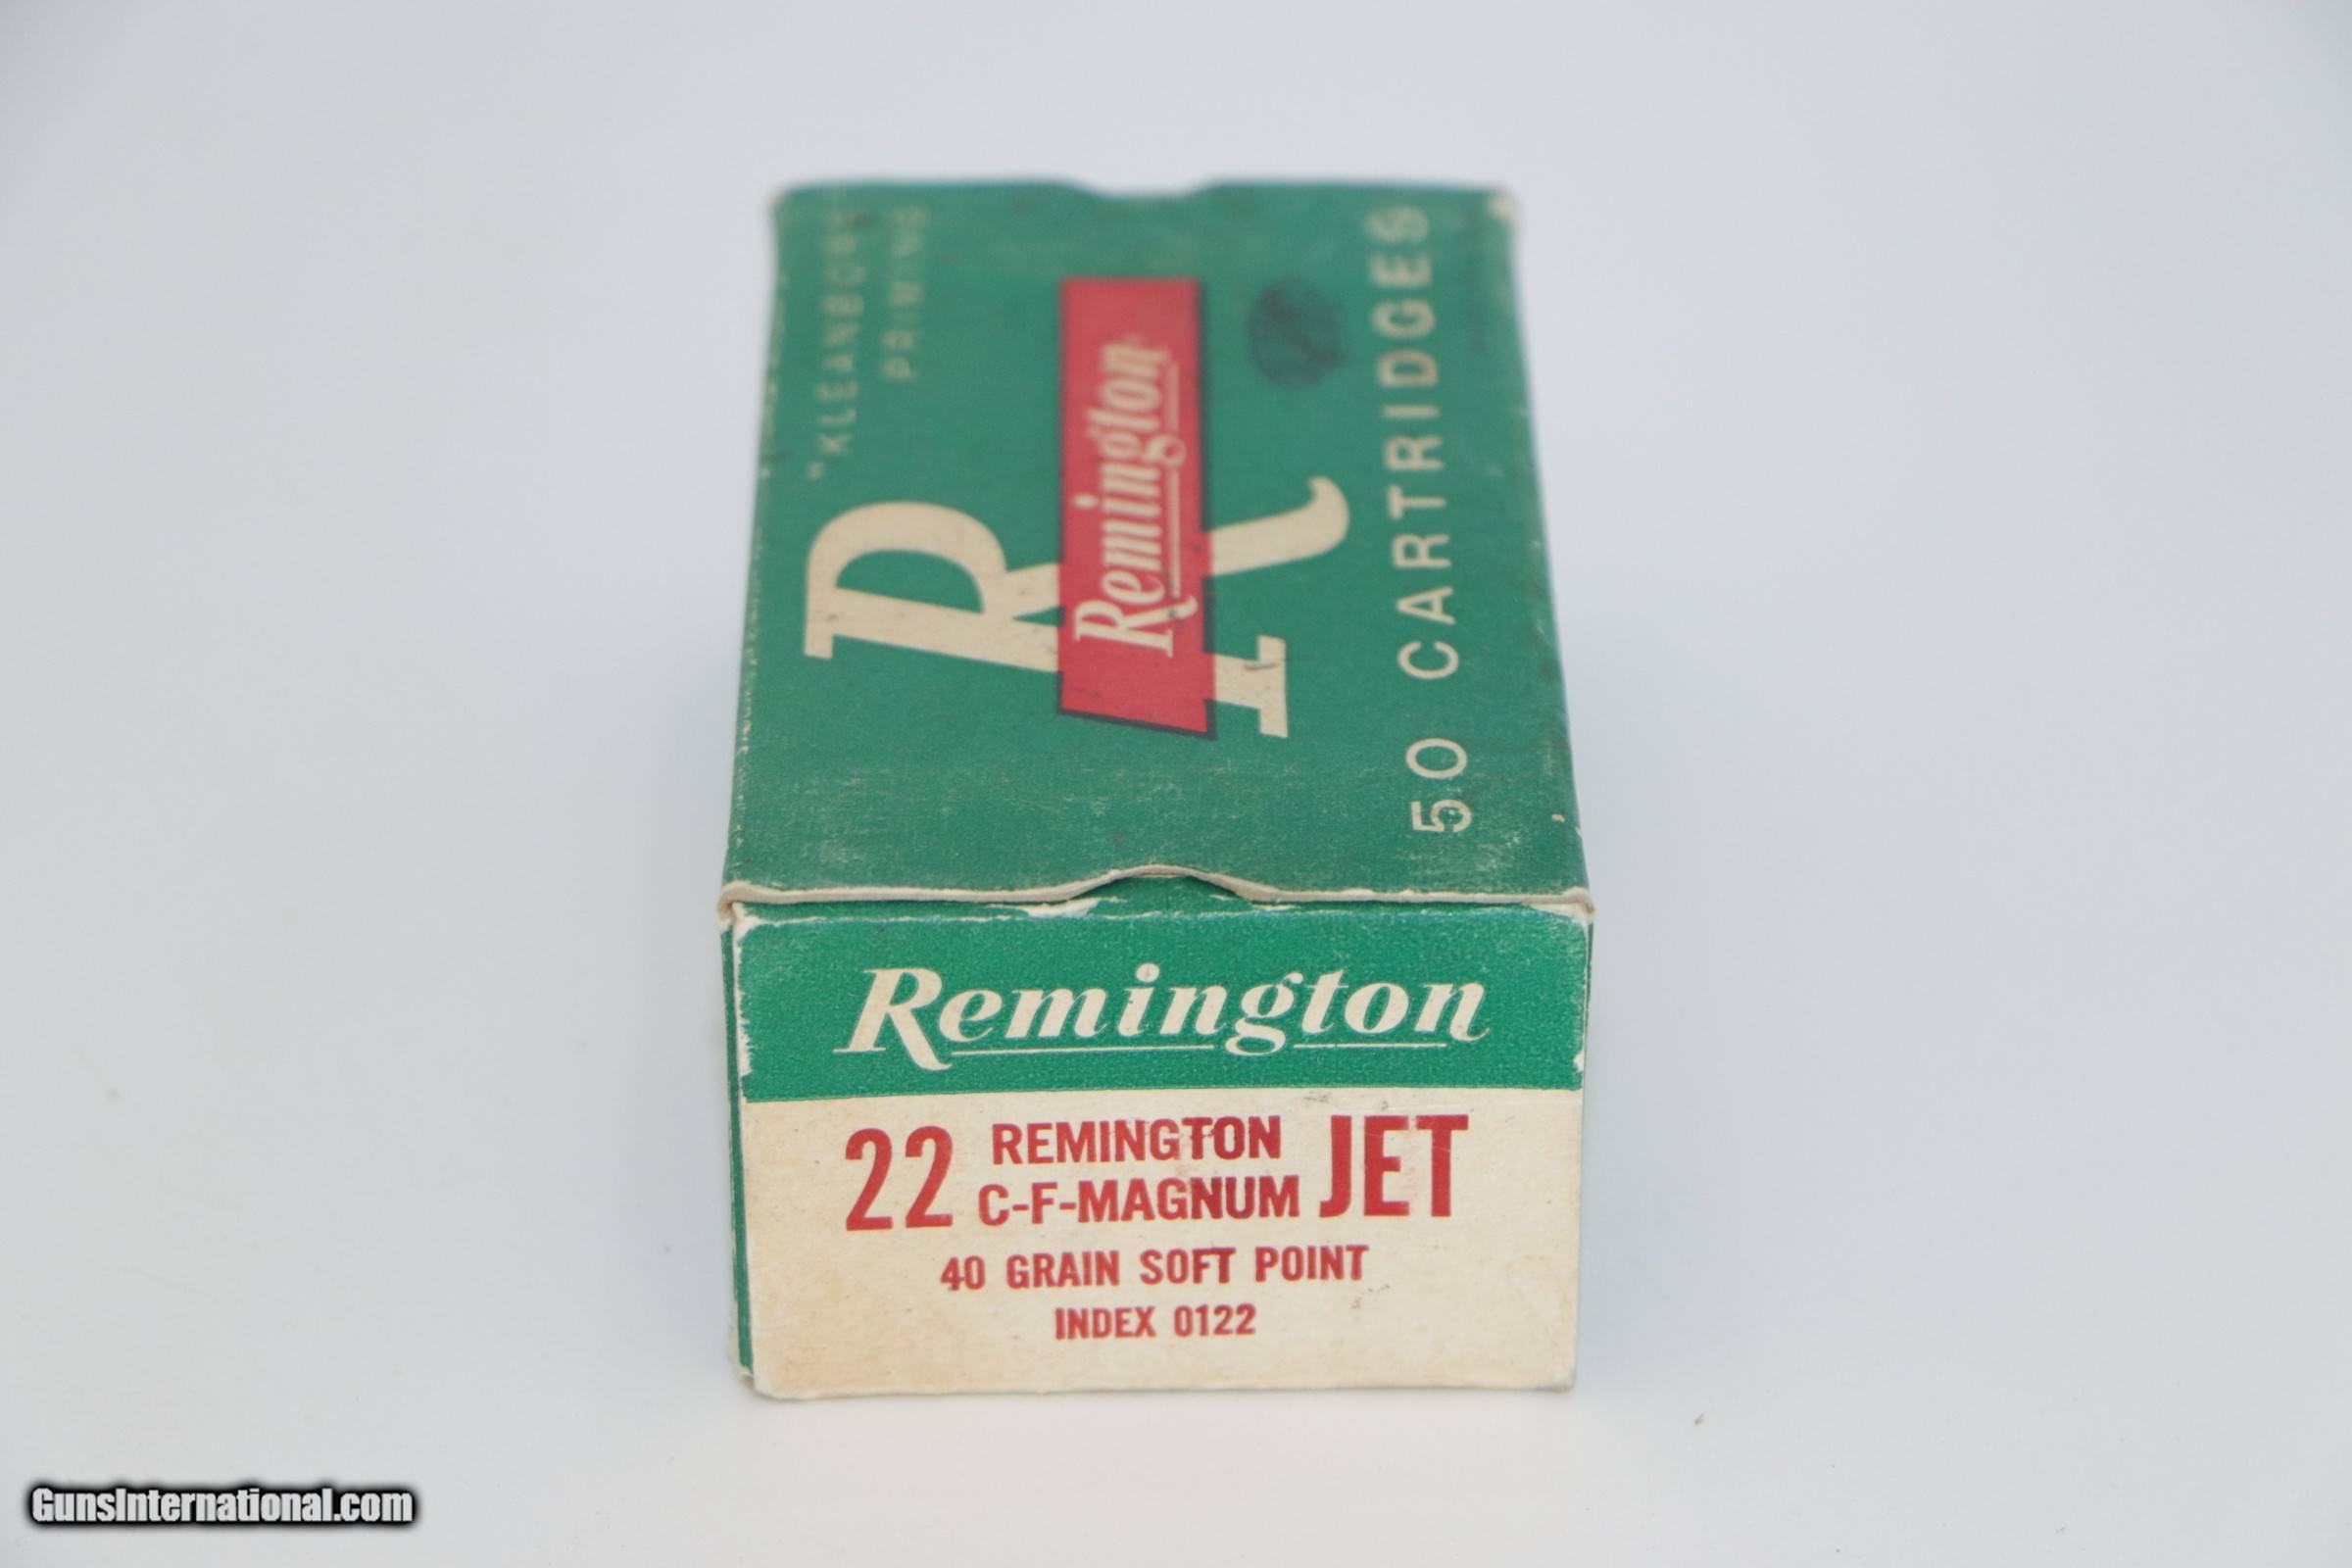 "KLEANBORE"
PRIMING
Remington
50 CARTRIDGES
Remington
22 REMINGTON C-F-MAGNUM JET
40 GRAIN SOFT POINT
INDEX 0122
GunsInternational.com